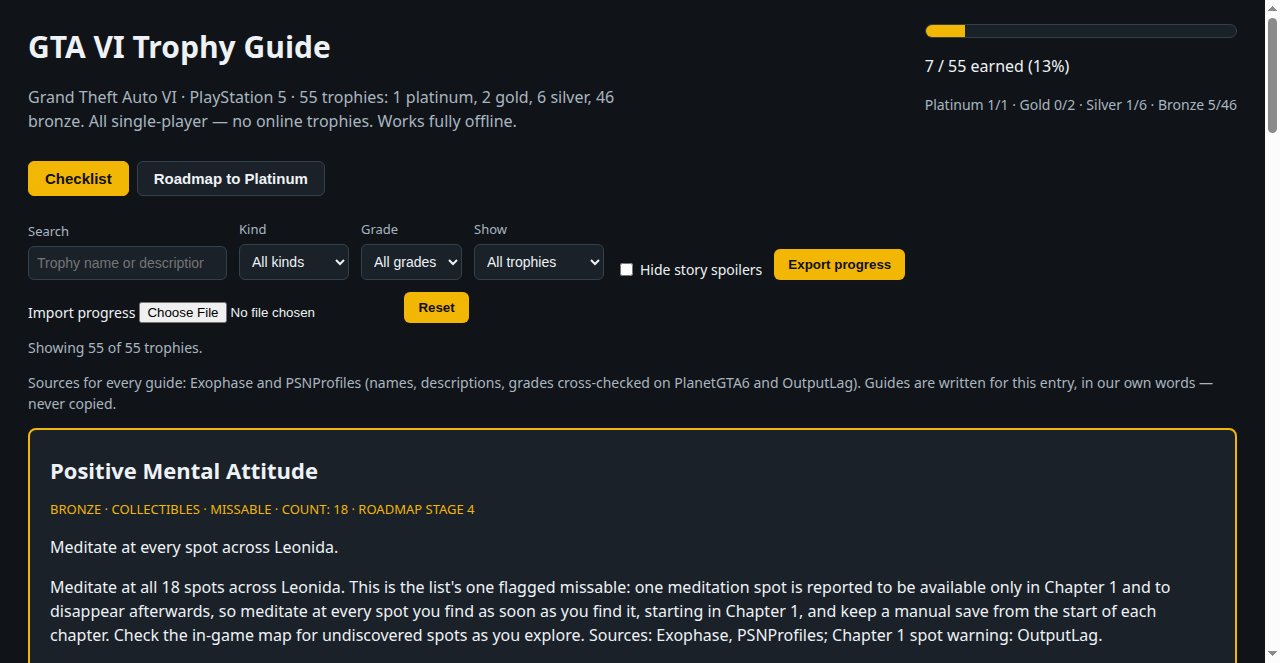 GTA VI Trophy Guide
Grand Theft Auto VI · PlayStation 5 · 55 trophies: 1 platinum, 2 gold, 6 silver, 46
bronze. All single-player — no online trophies. Works fully offline.
7 / 55 earned (13%)
Platinum 1/1 · Gold 0/2 · Silver 1/6 · Bronze 5/46
Checklist
Roadmap to Platinum
Search
Trophy name or description
Kind
All kinds
Grade
All grades
Show
All trophies
Hide story spoilers
Export progress
Import progress
Choose File
No file chosen
Reset
Showing 55 of 55 trophies.
Sources for every guide: Exophase and PSNProfiles (names, descriptions, grades cross-checked on PlanetGTA6 and OutputLag). Guides are written for this entry, in our own words —
never copied.
Positive Mental Attitude
BRONZE · COLLECTIBLES · MISSABLE · COUNT: 18 · ROADMAP STAGE 4
Meditate at every spot across Leonida.
Meditate at all 18 spots across Leonida. This is the list's one flagged missable: one meditation spot is reported to be available only in Chapter 1 and to
disappear afterwards, so meditate at every spot you find as soon as you find it, starting in Chapter 1, and keep a manual save from the start of each
chapter. Check the in-game map for undiscovered spots as you explore. Sources: Exophase, PSNProfiles; Chapter 1 spot warning: OutputLag.